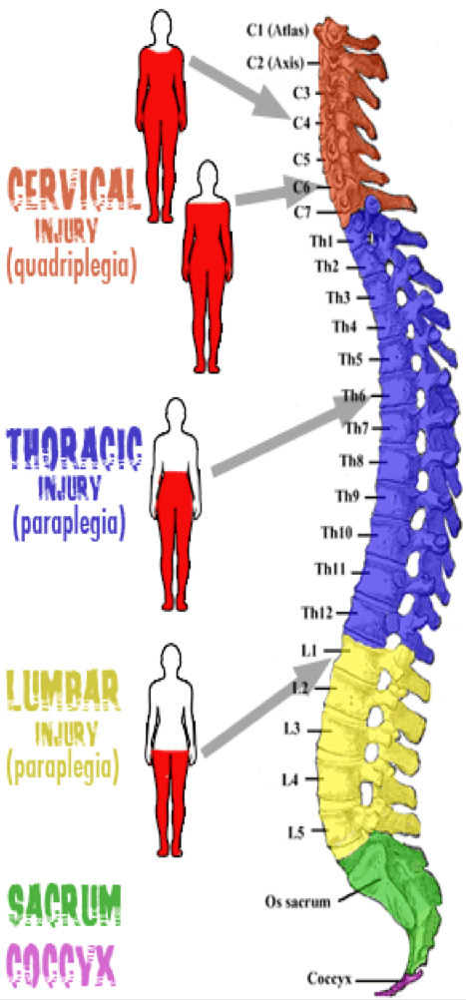 C1 (Atlas)
C2 (Axis)
C3
C4
C5
C6
C7
CERVICAL
INJURY
(quadriplegia)
Th1
Th2
Th3
Th4
Th5
Th6
Th7
Th8
Th9
Th10
Th11
Th12
THORACIC
INJURY
(paraplegia)
L1
L2
L3
L4
L5
LUMBAR
INJURY
(paraplegia)
SACRUM
Os sacrum
COCCYX
Coccyx